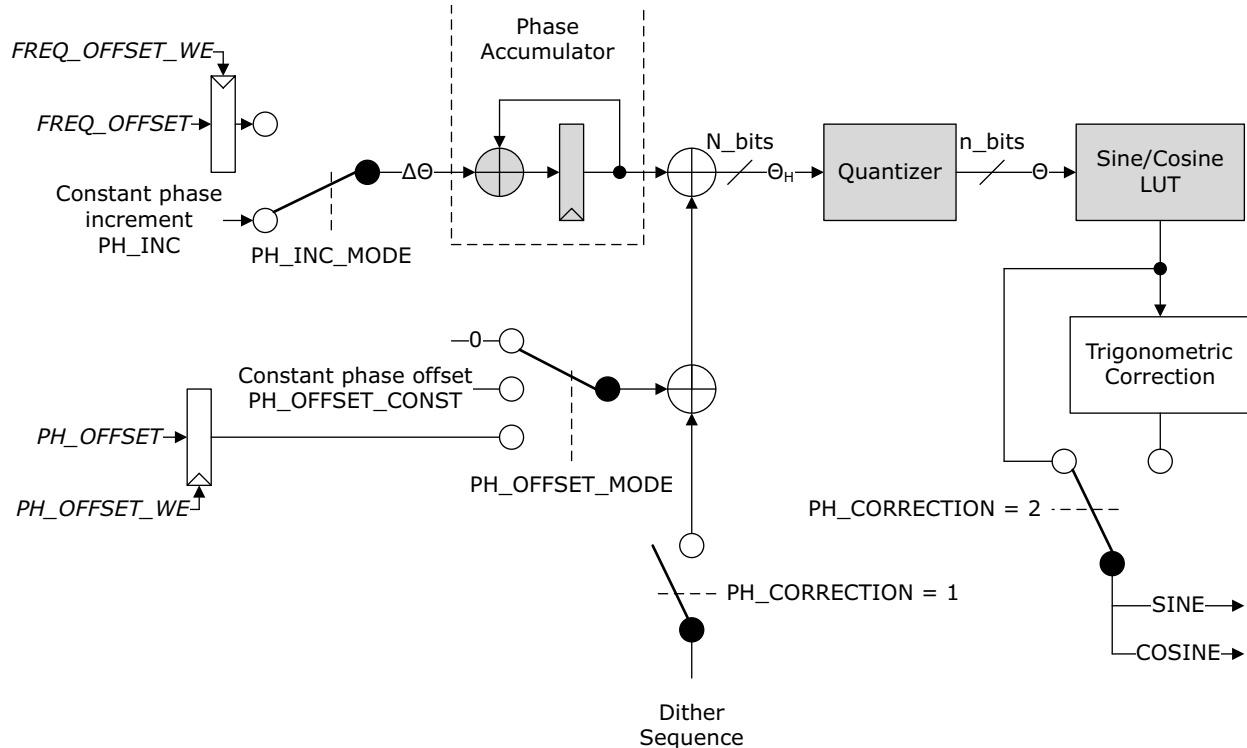 Phase
Accumulator
FREQ_OFFSET_WE
FREQ_OFFSET
Constant phase
increment
PH_INC
PH_INC_MODE
ΔΘ
N_bits
ΘH
Quantizer
n_bits
Θ
Sine/Cosine
LUT
0
Constant phase offset
PH_OFFSET_CONST
PH_OFFSET
PH_OFFSET_WE
PH_OFFSET_MODE
Trigonometric
Correction
PH_CORRECTION = 2
PH_CORRECTION = 1
SINE
COSINE
Dither
Sequence